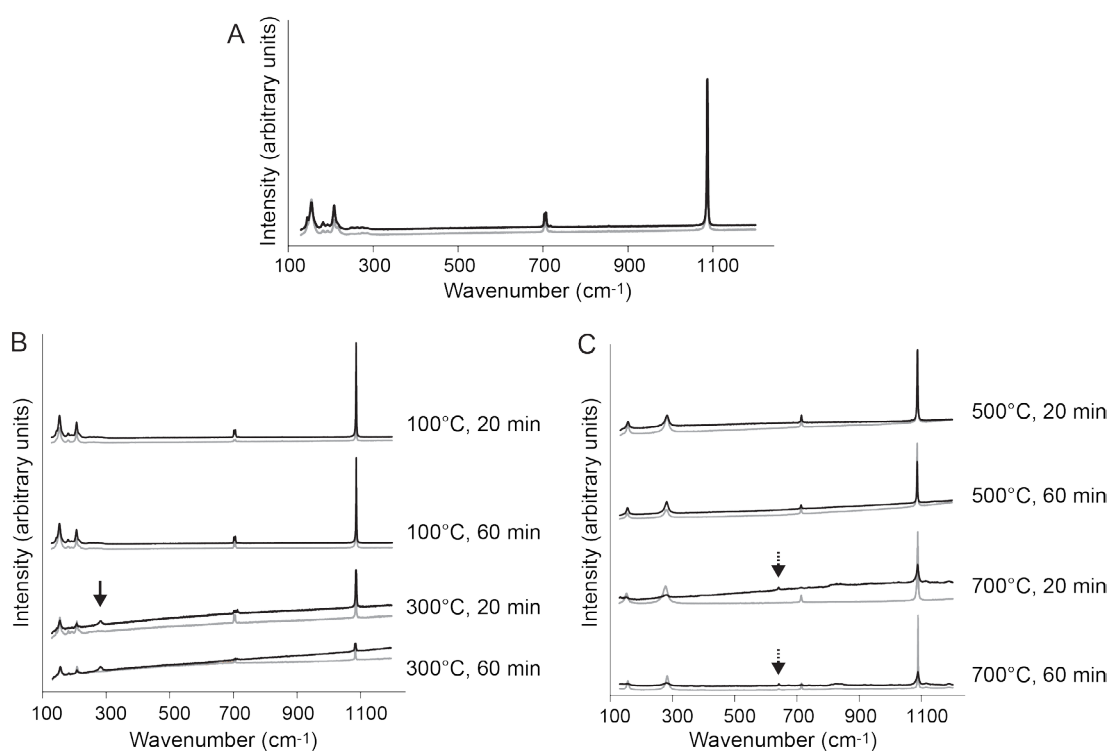 A
Intensity (arbitrary units)
100 300 500 700 900 1100
Wavenumber (cm-1)
B
Intensity (arbitrary units)
100°C, 20 min
100°C, 60 min
300°C, 20 min
300°C, 60 min
100 300 500 700 900 1100
Wavenumber (cm-1)
C
Intensity (arbitrary units)
500°C, 20 min
500°C, 60 min
700°C, 20 min
700°C, 60 min
100 300 500 700 900 1100
Wavenumber (cm-1)